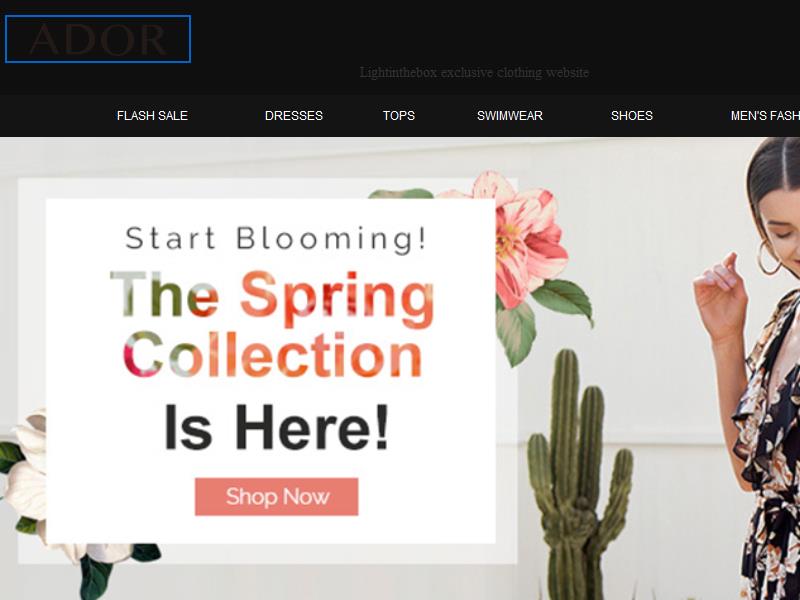 ADOR
Lightinthebox exclusive clothing website
FLASH SALE DRESSES TOPS SWIMWEAR SHOES MEN'S FASH
Start Blooming!
The Spring
Collection
Is Here!
Shop Now